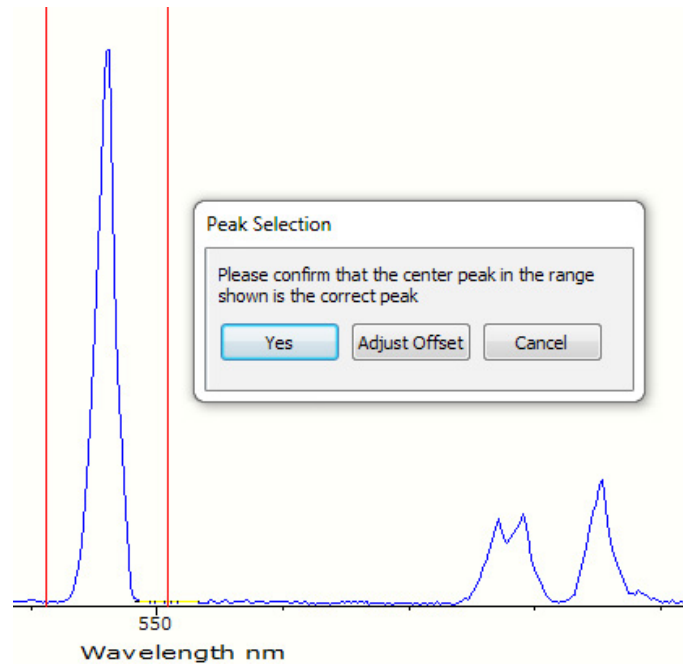 Peak Selection
Please confirm that the center peak in the range
shown is the correct peak
Yes
Adjust Offset
Cancel
550
Wavelength nm